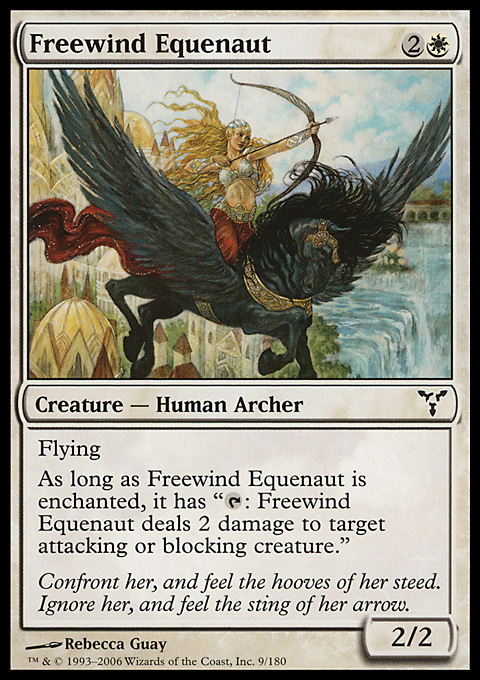 Freewind Equenaut 2
Creature — Human Archer
Flying
As long as Freewind Equenaut is
enchanted, it has “: Freewind
Equenaut deals 2 damage to target
attacking or blocking creature.”
Confront her, and feel the hooves of her steed.
Ignore her, and feel the sting of her arrow.
Rebecca Guay
2/2
™ & © 1993–2006 Wizards of the Coast, Inc. 9/180